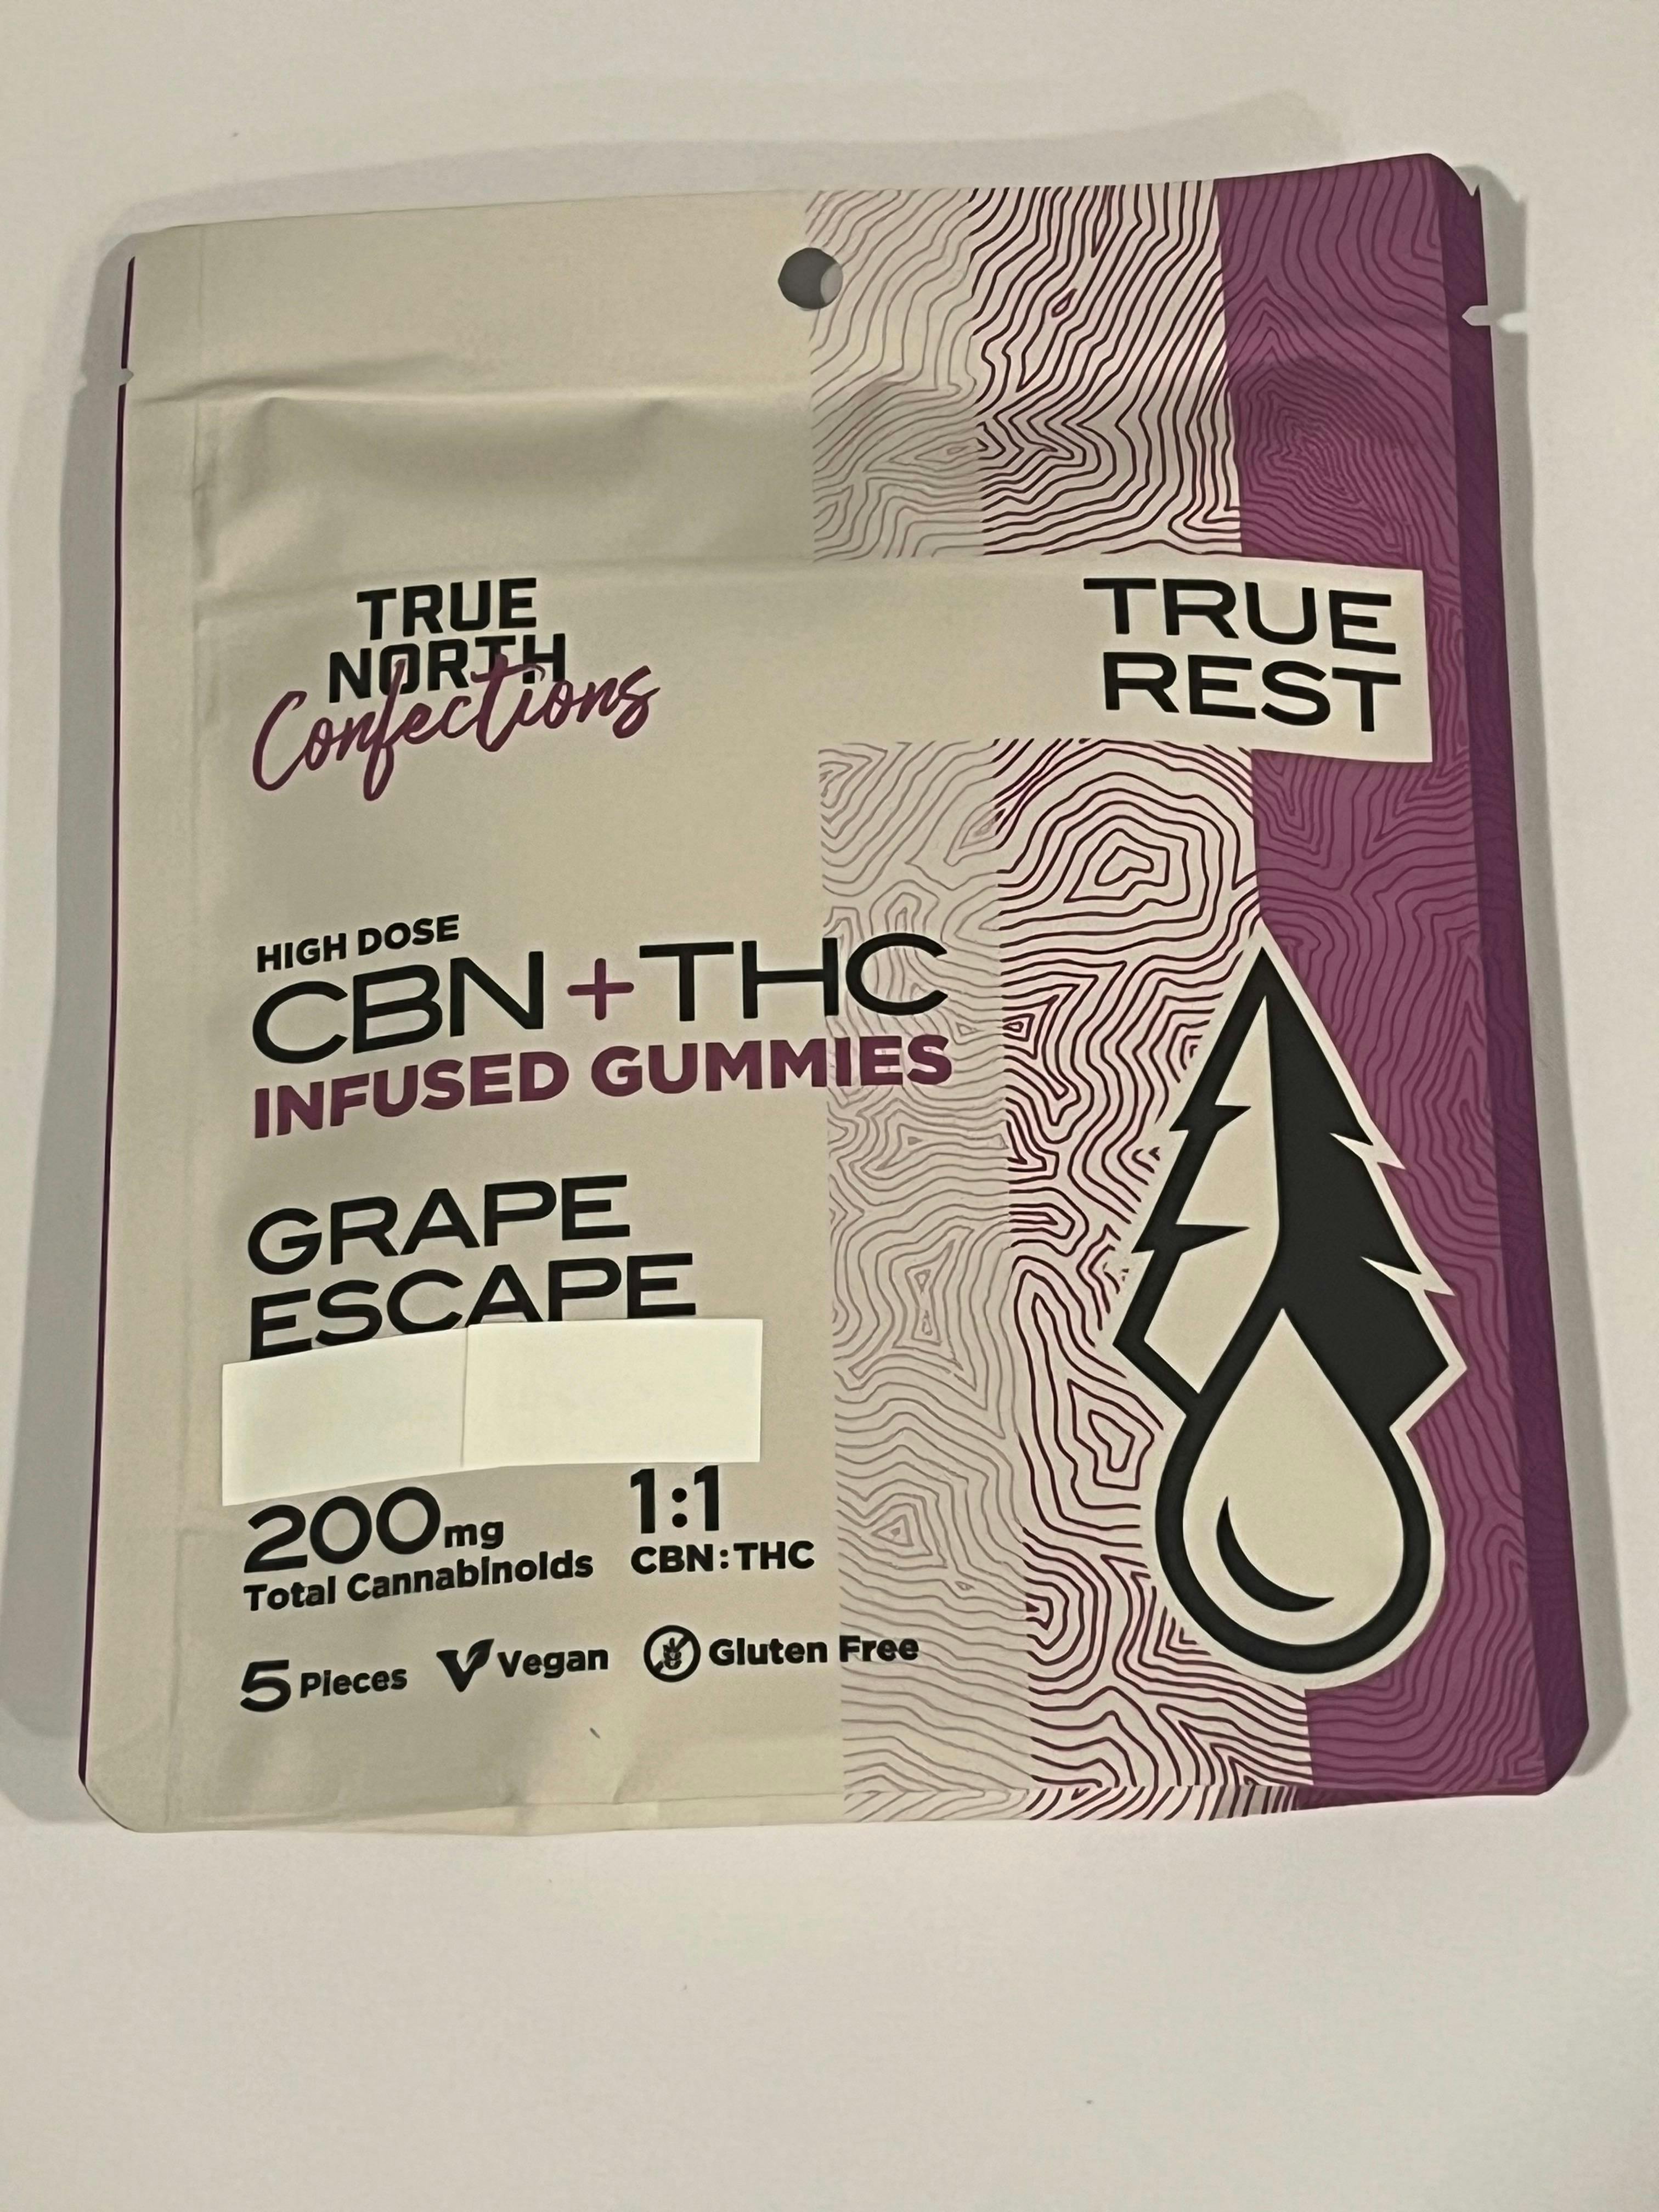 TRUE
NORTH
Confections
TRUE
REST
HIGH DOSE
CBN+THC
INFUSED GUMMIES
GRAPE
ESCAPE
200mg
Total Cannabinoids
1:1
CBN:THC
5 Pieces Vegan Gluten Free